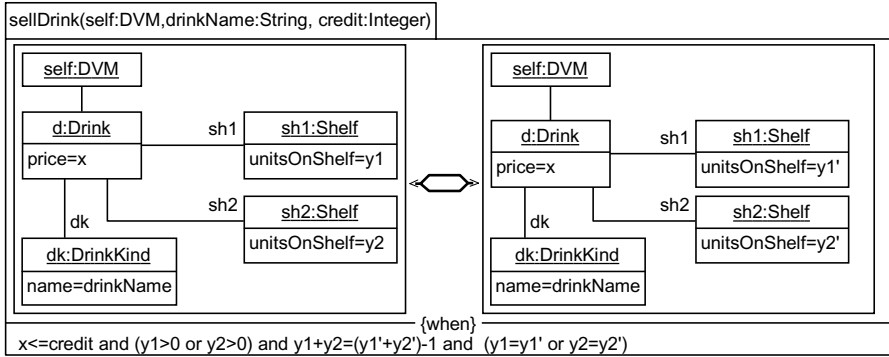 sellDrink(self:DVM,drinkName:String, credit:Integer)
self:DVM
d:Drink
price=x
sh1
sh1:Shelf
unitsOnShelf=y1
sh2
sh2:Shelf
unitsOnShelf=y2
dk
dk:DrinkKind
name=drinkName
self:DVM
d:Drink
price=x
sh1
sh1:Shelf
unitsOnShelf=y1'
sh2
sh2:Shelf
unitsOnShelf=y2'
dk
dk:DrinkKind
name=drinkName
{when}
x<=credit and (y1>0 or y2>0) and y1+y2=(y1'+y2')-1 and (y1=y1' or y2=y2')